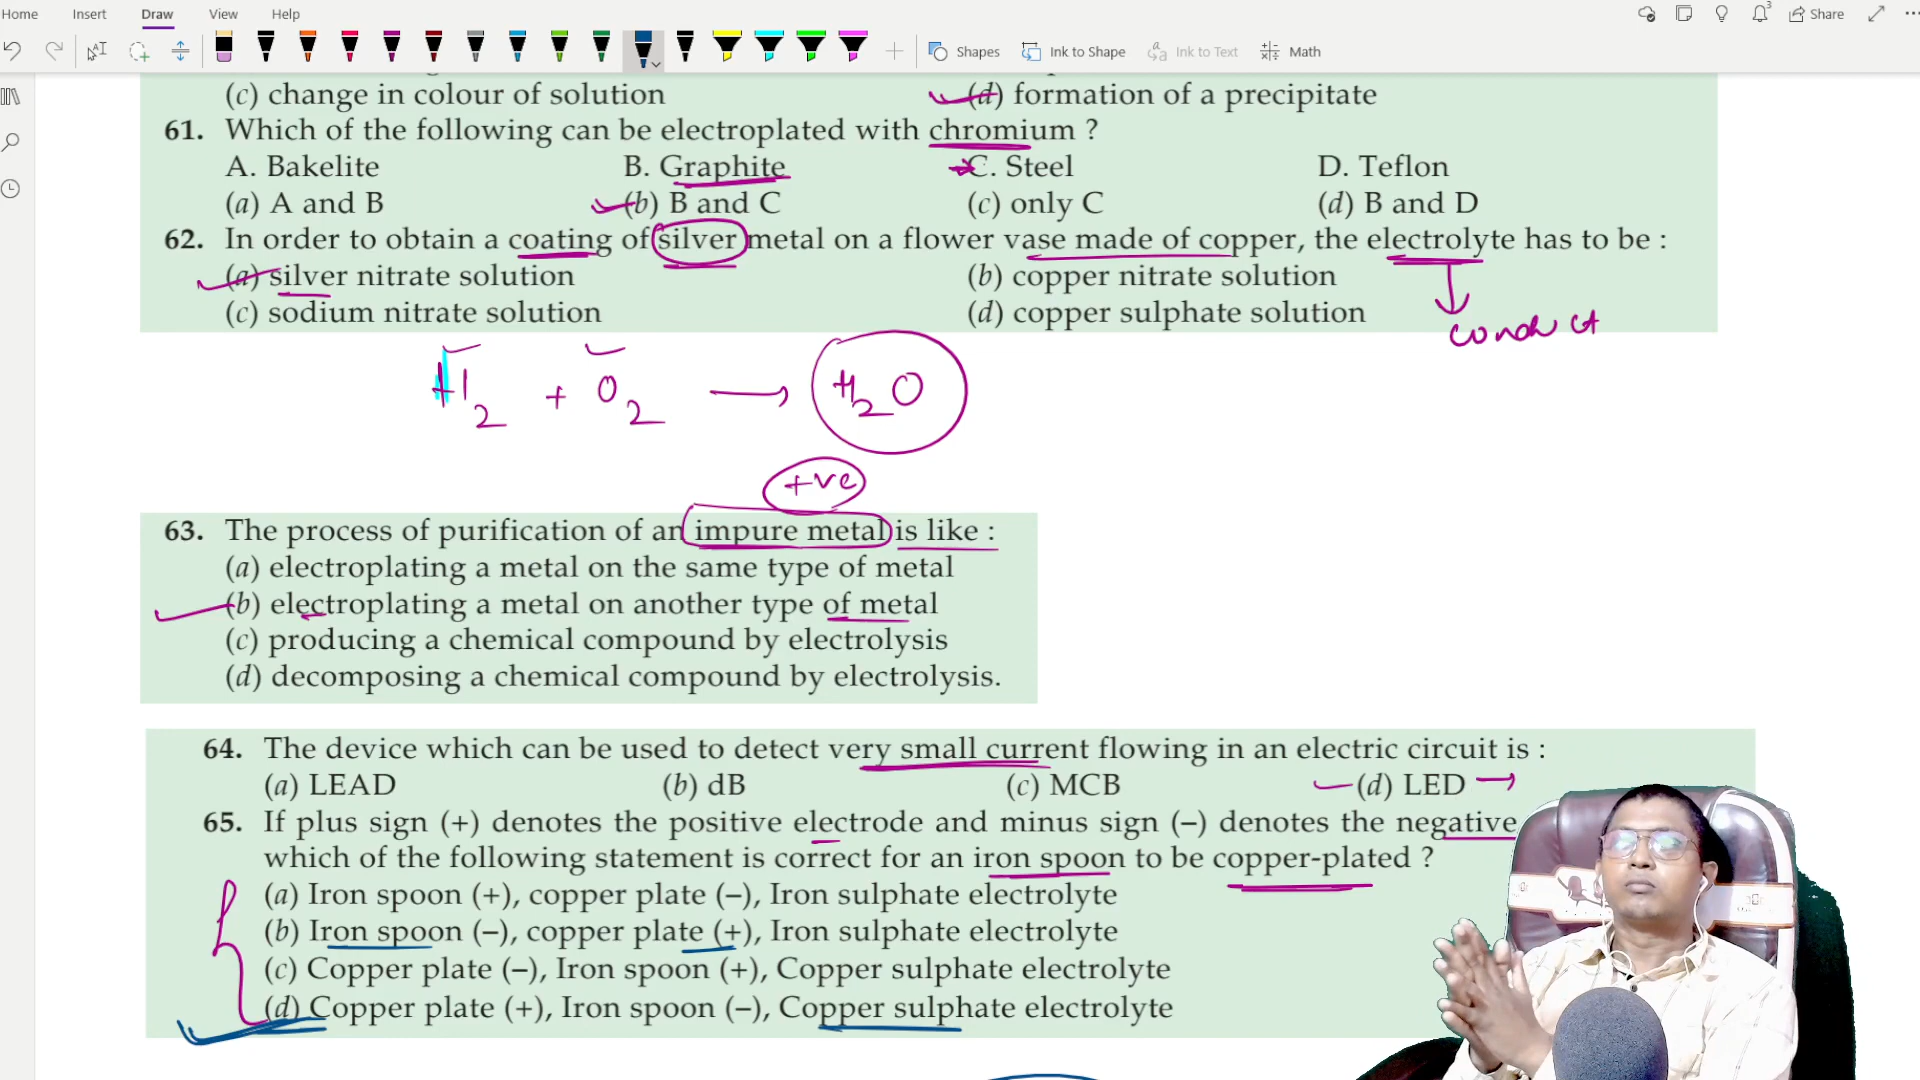 Home Insert Draw View Help
3 Share
Shapes Ink to Shape Ink to Text Math
(c) change in colour of solution (d) formation of a precipitate
61. Which of the following can be electroplated with chromium ?
A. Bakelite B. Graphite C. Steel D. Teflon
(a) A and B (b) B and C (c) only C (d) B and D
62. In order to obtain a coating of silver metal on a flower vase made of copper, the electrolyte has to be :
(a) silver nitrate solution (b) copper nitrate solution
(c) sodium nitrate solution (d) copper sulphate solution
conduct
H2 + O2 → H2O
+ve
63. The process of purification of an impure metal is like :
(a) electroplating a metal on the same type of metal
(b) electroplating a metal on another type of metal
(c) producing a chemical compound by electrolysis
(d) decomposing a chemical compound by electrolysis.
64. The device which can be used to detect very small current flowing in an electric circuit is :
(a) LEAD (b) dB (c) MCB (d) LED →
65. If plus sign (+) denotes the positive electrode and minus sign (–) denotes the negative
which of the following statement is correct for an iron spoon to be copper-plated ?
(a) Iron spoon (+), copper plate (–), Iron sulphate electrolyte
(b) Iron spoon (–), copper plate (+), Iron sulphate electrolyte
(c) Copper plate (–), Iron spoon (+), Copper sulphate electrolyte
(d) Copper plate (+), Iron spoon (–), Copper sulphate electrolyte